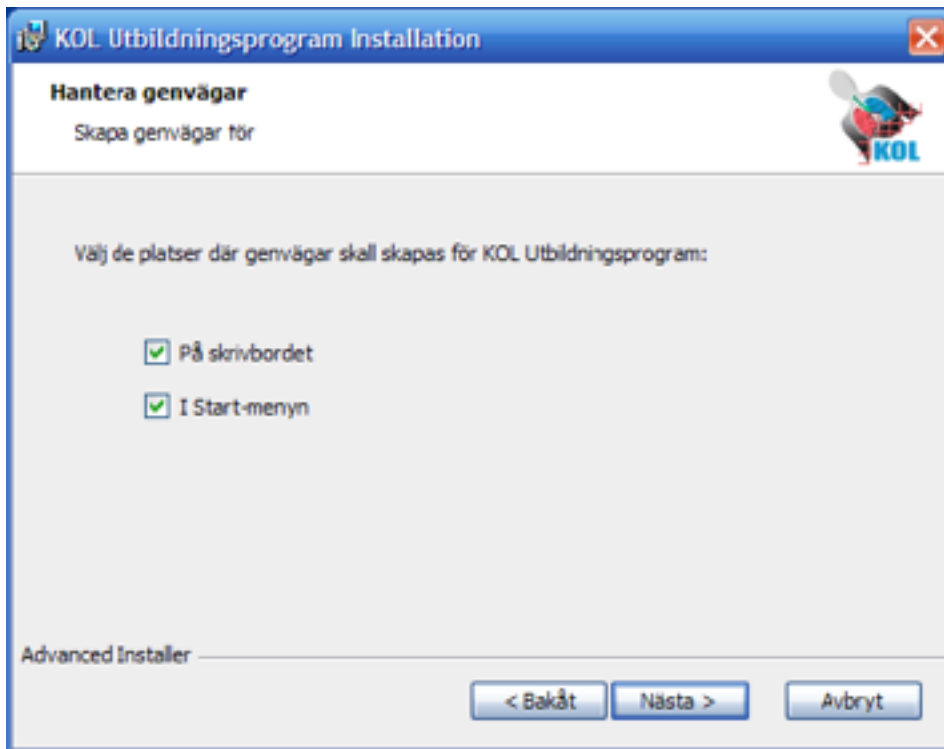 KOL Utbildningsprogram Installation
Hantera genvägar
Skapa genvägar för
KOL
Välj de platser där genvägar skall skapas för KOL Utbildningsprogram:
På skrivbordet
I Start-menyn
Advanced Installer
< Bakåt Nästa > Avbryt